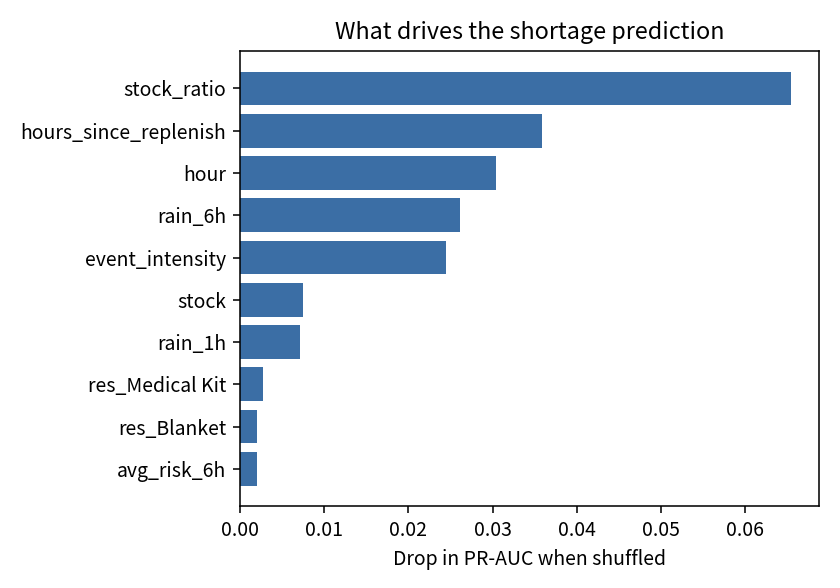 What drives the shortage prediction
stock_ratio
hours_since_replenish
hour
rain_6h
event_intensity
stock
rain_1h
res_Medical Kit
res_Blanket
avg_risk_6h
0.00 0.01 0.02 0.03 0.04 0.05 0.06
Drop in PR-AUC when shuffled